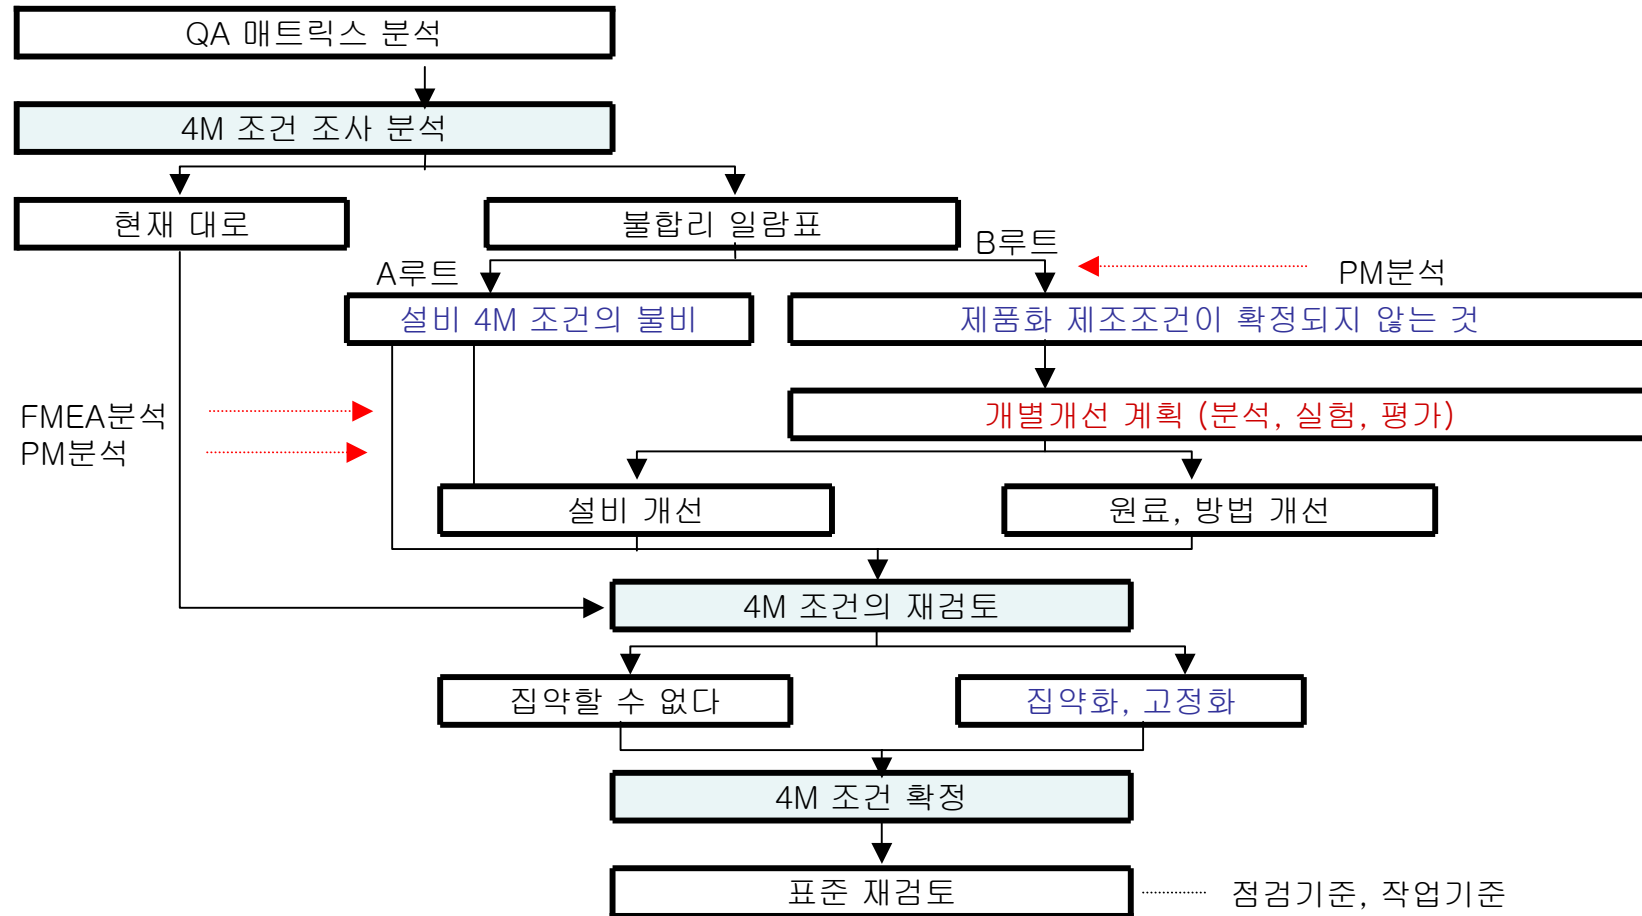 QA 매트릭스 분석
4M 조건 조사 분석
현재 대로
불합리 일람표
A루트
B루트
PM분석
설비 4M 조건의 불비
제품화 제조조건이 확정되지 않는 것
FMEA분석
PM분석
개별개선 계획 (분석, 실험, 평가)
설비 개선
원료, 방법 개선
4M 조건의 재검토
집약할 수 없다
집약화, 고정화
4M 조건 확정
표준 재검토
점검기준, 작업기준